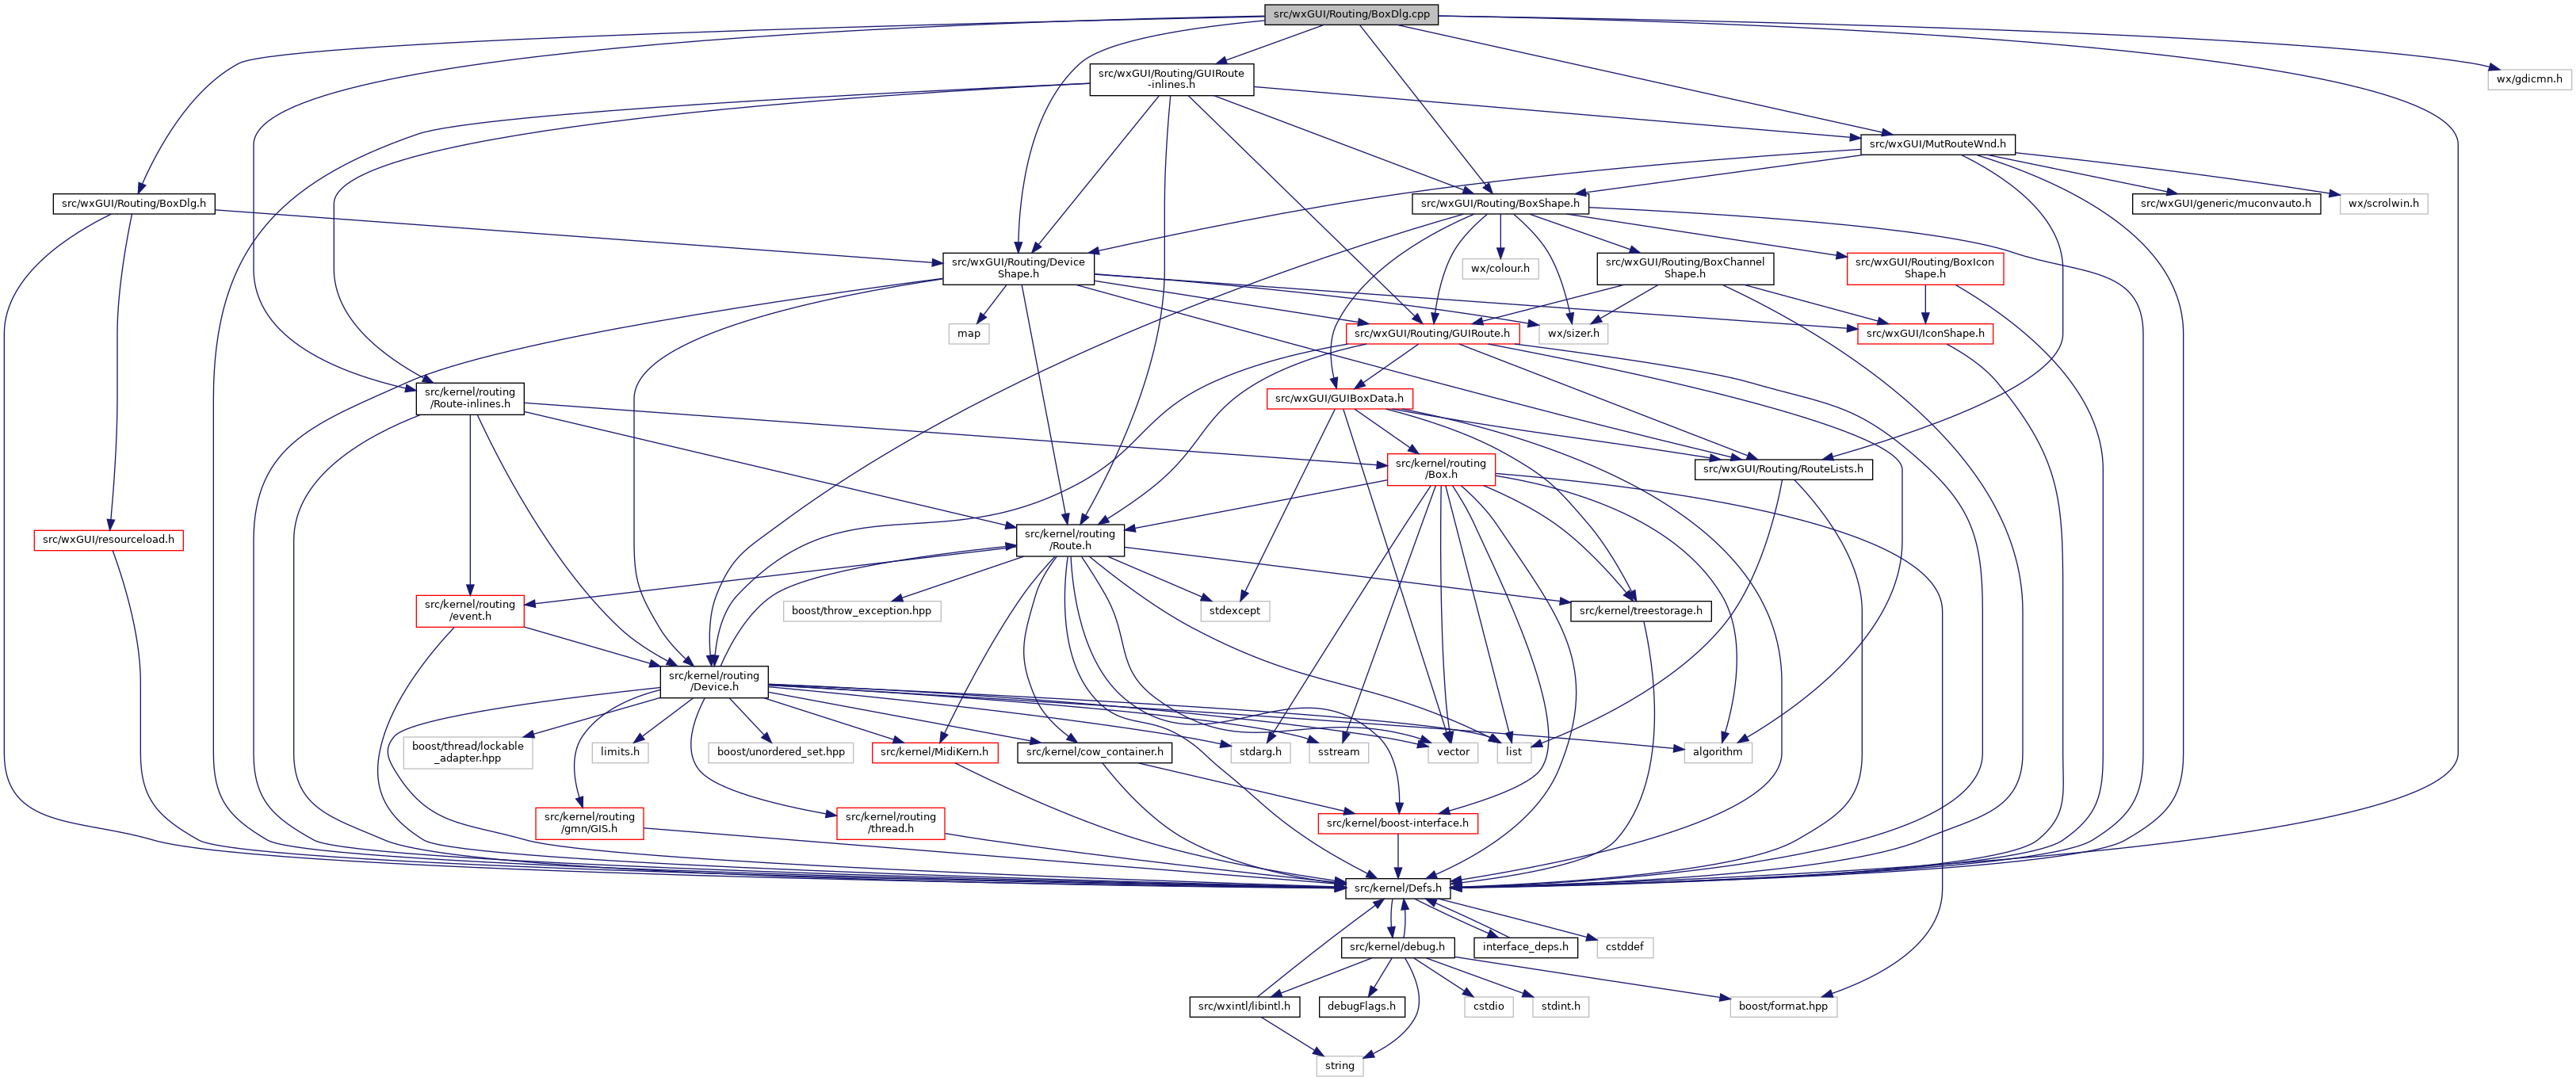 src/wxGUI/Routing/BoxDlg.cpp
src/wxGUI/Routing/GUIRoute
-inlines.h
wx/gdicmn.h
src/wxGUI/MutRouteWnd.h
src/wxGUI/Routing/BoxDlg.h
src/wxGUI/Routing/BoxShape.h
src/wxGUI/generic/muconvauto.h
wx/scrolwin.h
src/wxGUI/Routing/Device
Shape.h
wx/colour.h
src/wxGUI/Routing/BoxChannel
Shape.h
src/wxGUI/Routing/BoxIcon
Shape.h
map
src/wxGUI/Routing/GUIRoute.h
wx/sizer.h
src/wxGUI/IconShape.h
src/kernel/routing
/Route-inlines.h
src/wxGUI/GUIBoxData.h
src/kernel/routing
/Box.h
src/wxGUI/Routing/RouteLists.h
src/wxGUI/resourceload.h
src/kernel/routing
/Route.h
src/kernel/routing
/event.h
boost/throw_exception.hpp
stdexcept
src/kernel/treestorage.h
src/kernel/routing
/Device.h
boost/thread/lockable
_adapter.hpp
limits.h
boost/unordered_set.hpp
src/kernel/MidiKern.h
src/kernel/cow_container.h
stdarg.h
sstream
vector
list
algorithm
src/kernel/routing
/gmn/GIS.h
src/kernel/routing
/thread.h
src/kernel/boost-interface.h
src/kernel/Defs.h
src/kernel/debug.h
interface_deps.h
cstddef
src/wxintl/libintl.h
debugFlags.h
cstdio
stdint.h
boost/format.hpp
string